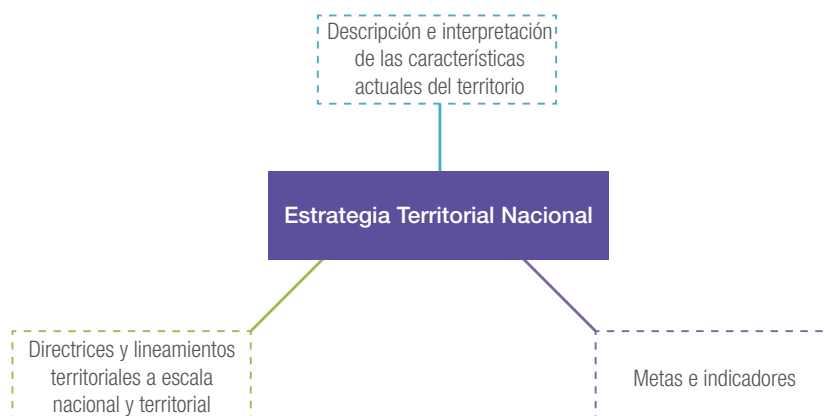 Descripción e interpretación
de las características
actuales del territorio
Estrategia Territorial Nacional
Directrices y lineamientos
territoriales a escala
nacional y territorial
Metas e indicadores